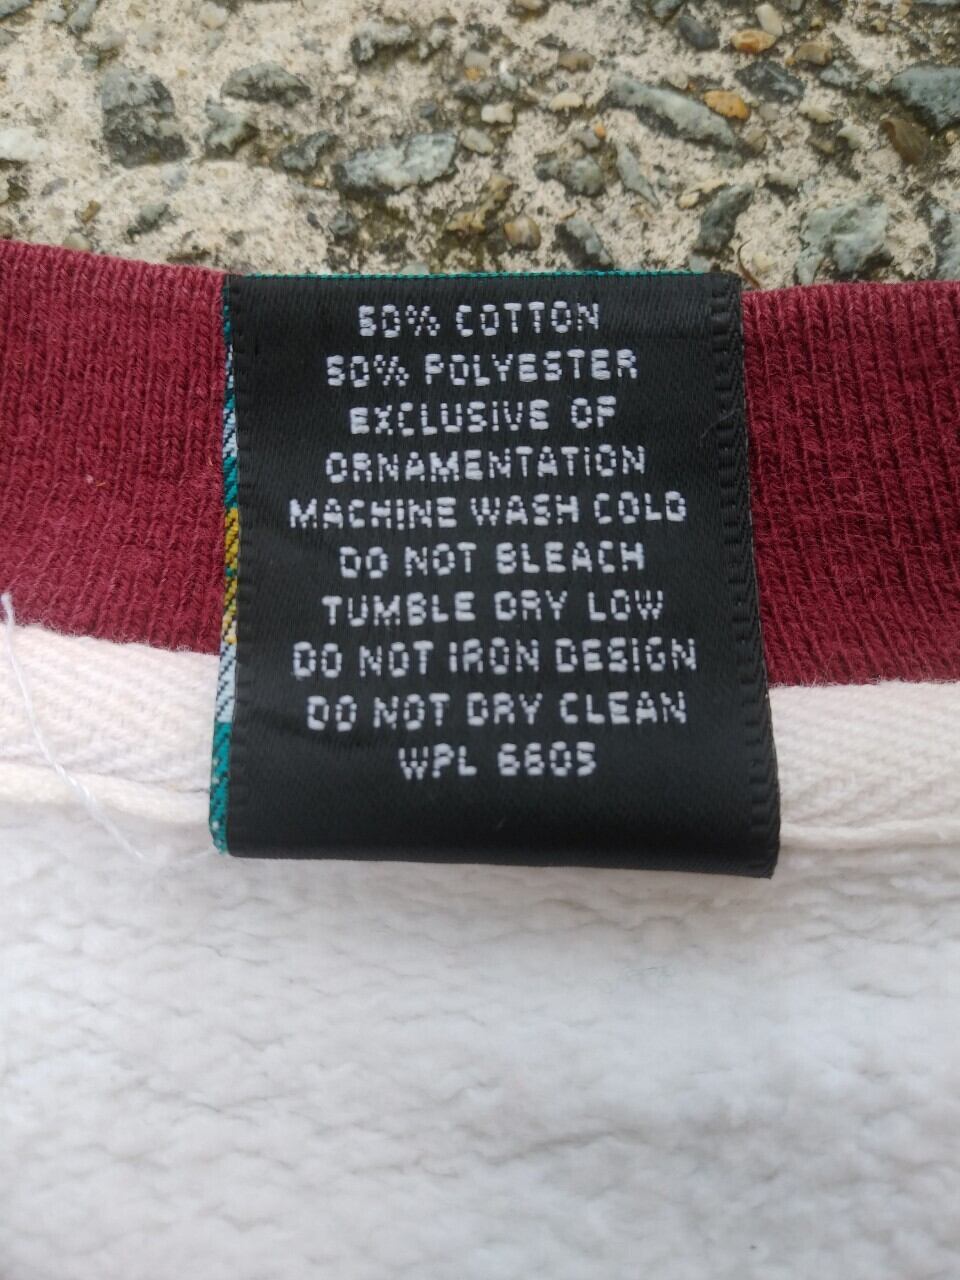 50% COTTON
50% POLYESTER
EXCLUSIVE OF
ORNAMENTATION
MACHINE WASH COLD
DO NOT BLEACH
TUMBLE DRY LOW
DO NOT IRON DESIGN
DO NOT DRY CLEAN
WPL 6605